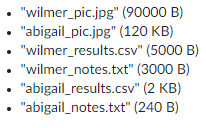 • "wilmer_pic.jpg" (90000 B)
• "abigail_pic.jpg" (120 KB)
• "wilmer_results.csv" (5000 B)
• "wilmer_notes.txt" (3000 B)
• "abigail_results.csv" (2 KB)
• "abigail_notes.txt" (240 B)